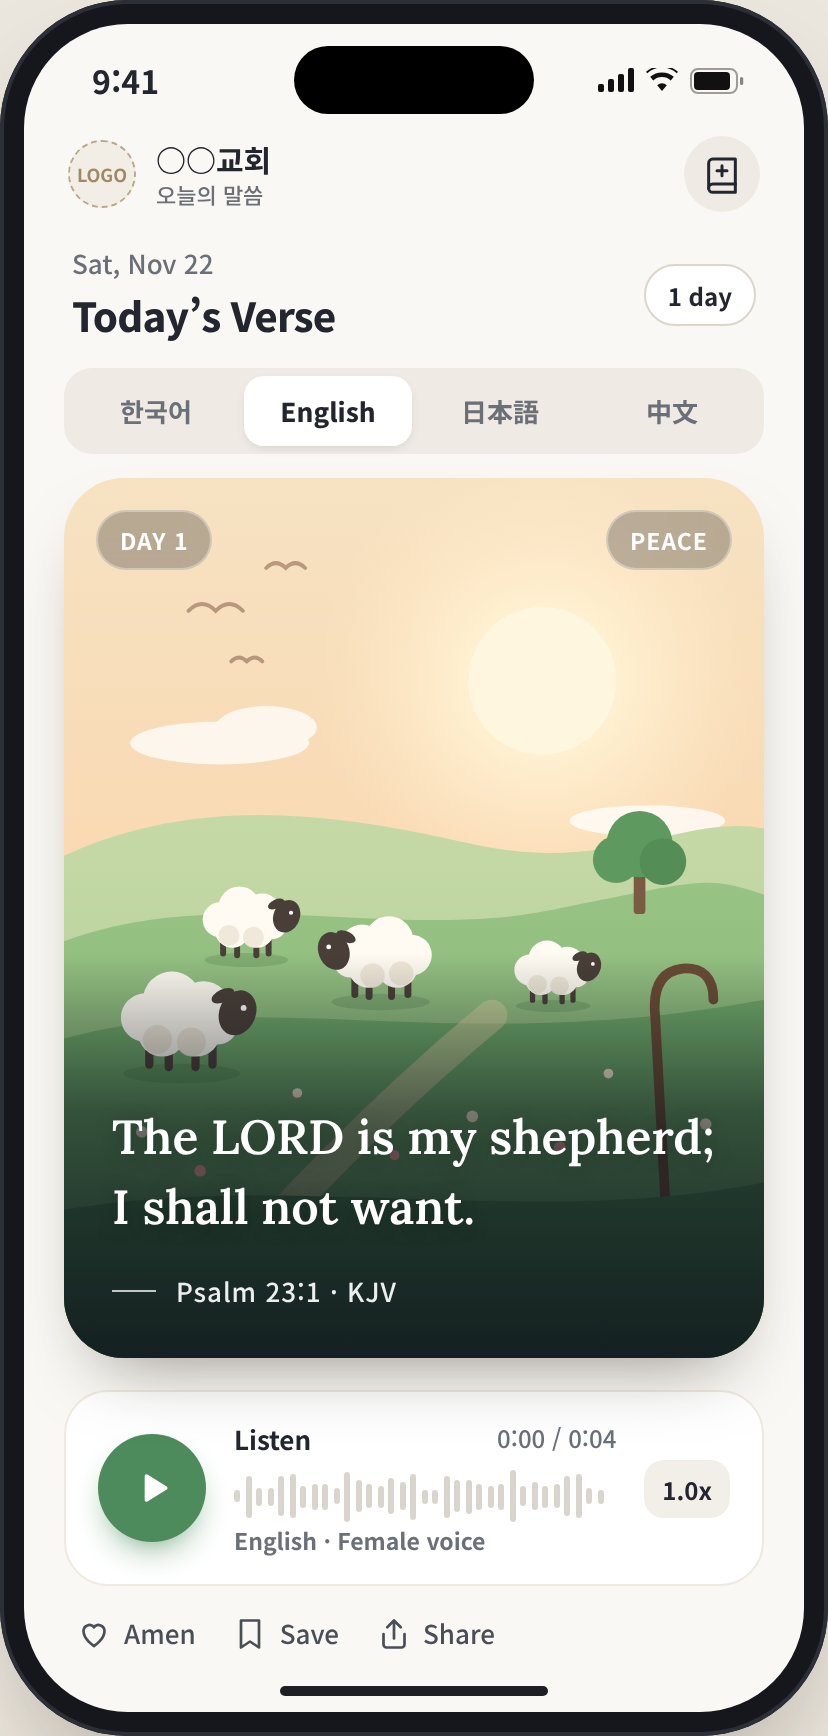 9:41
LOGO
○○교회
오늘의 말씀
Sat, Nov 22
Today’s Verse
1 day
한국어
English
日本語
中文
DAY 1
PEACE
The LORD is my shepherd;
I shall not want.
Psalm 23:1 · KJV
Listen
0:00 / 0:04
1.0x
English · Female voice
Amen
Save
Share